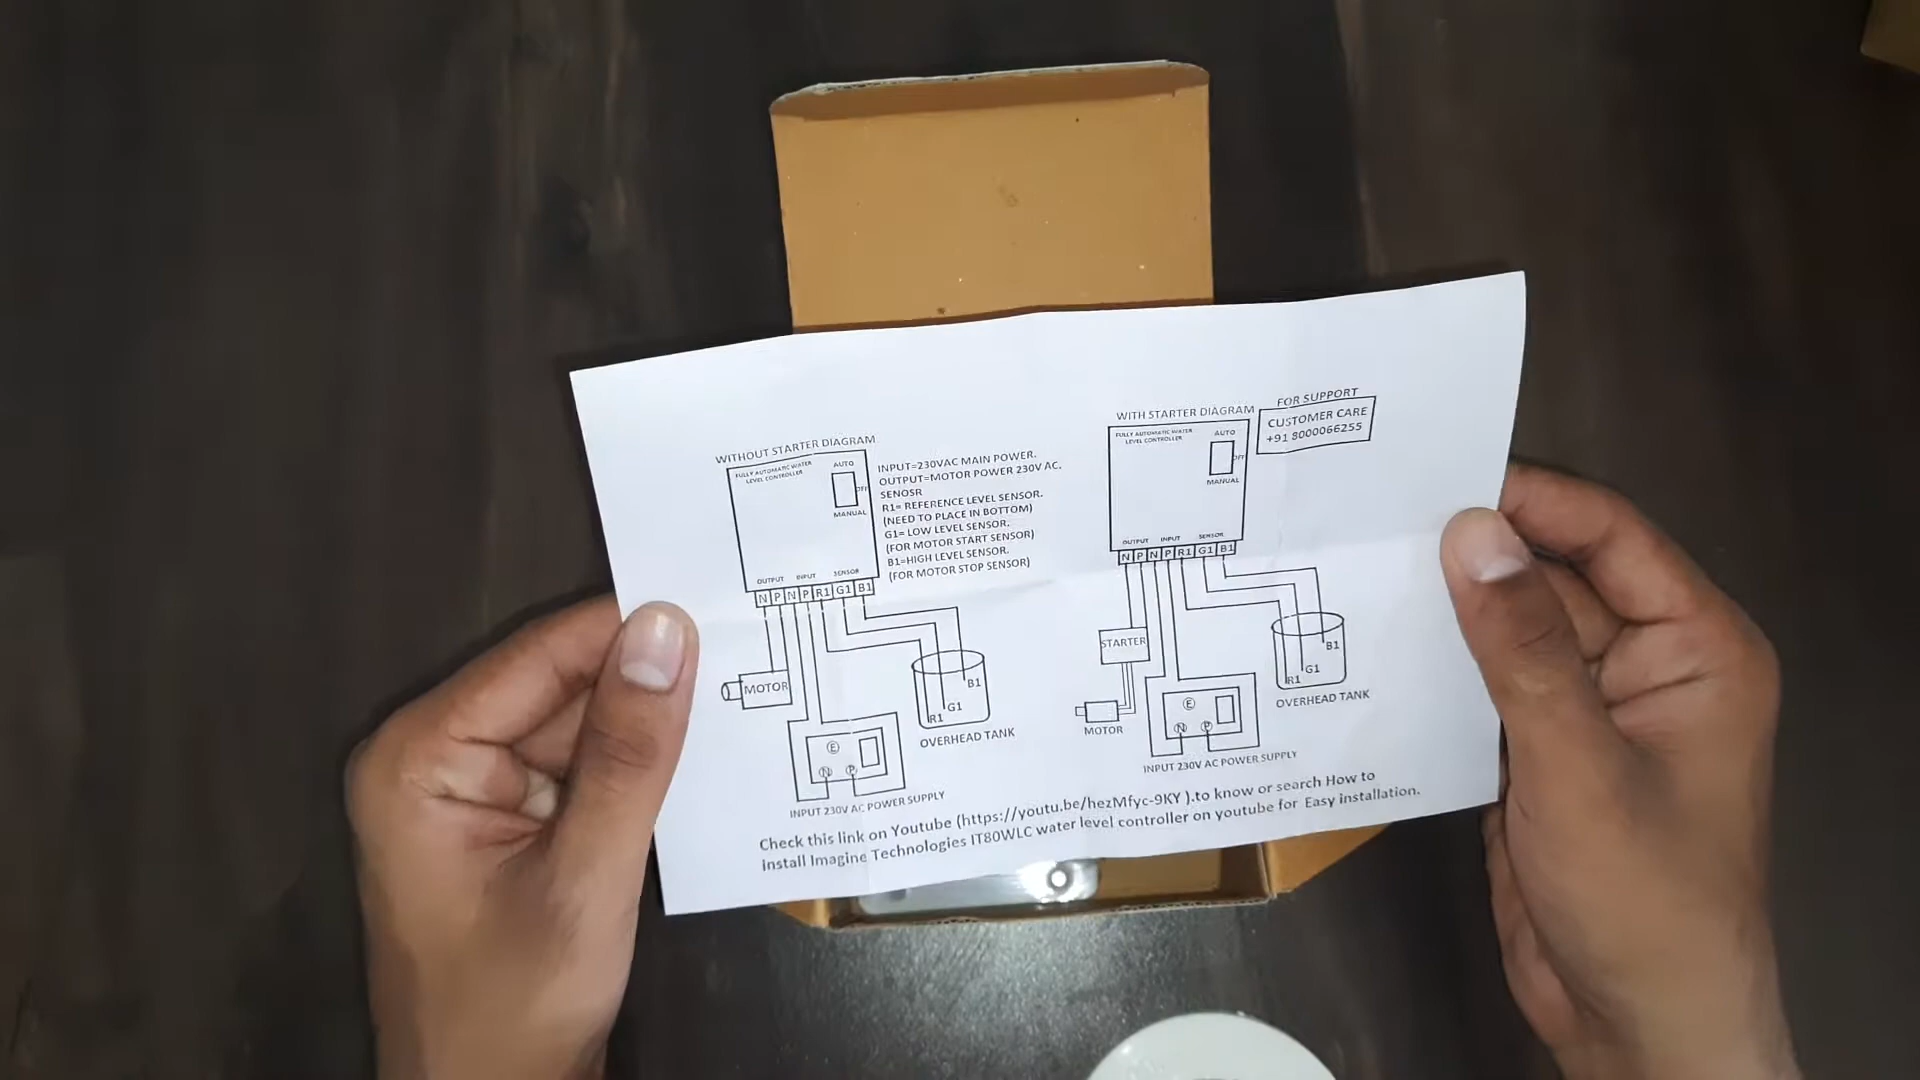 WITHOUT STARTER DIAGRAM
FULLY AUTOMATIC WATER
LEVEL CONTROLLER
AUTO
OFF
MANUAL
OUTPUT INPUT SENSOR
N P N P R1 G1 B1
MOTOR
E
N P
INPUT 230V AC POWER SUPPLY
B1
G1
R1
OVERHEAD TANK
INPUT=230VAC MAIN POWER.
OUTPUT=MOTOR POWER 230V AC.
SENOSR
R1= REFERENCE LEVEL SENSOR.
(NEED TO PLACE IN BOTTOM)
G1= LOW LEVEL SENSOR.
(FOR MOTOR START SENSOR)
B1=HIGH LEVEL SENSOR.
(FOR MOTOR STOP SENSOR)
WITH STARTER DIAGRAM
FULLY AUTOMATIC WATER
LEVEL CONTROLLER
AUTO
OFF
MANUAL
OUTPUT INPUT SENSOR
N P N P R1 G1 B1
STARTER
MOTOR
E
N P
INPUT 230V AC POWER SUPPLY
B1
G1
R1
OVERHEAD TANK
FOR SUPPORT
CUSTOMER CARE
+91 8000066255
Check this link on Youtube (https://youtu.be/hezMfyc-9KY ).to know or search How to
install Imagine Technologies IT80WLC water level controller on youtube for Easy installation.